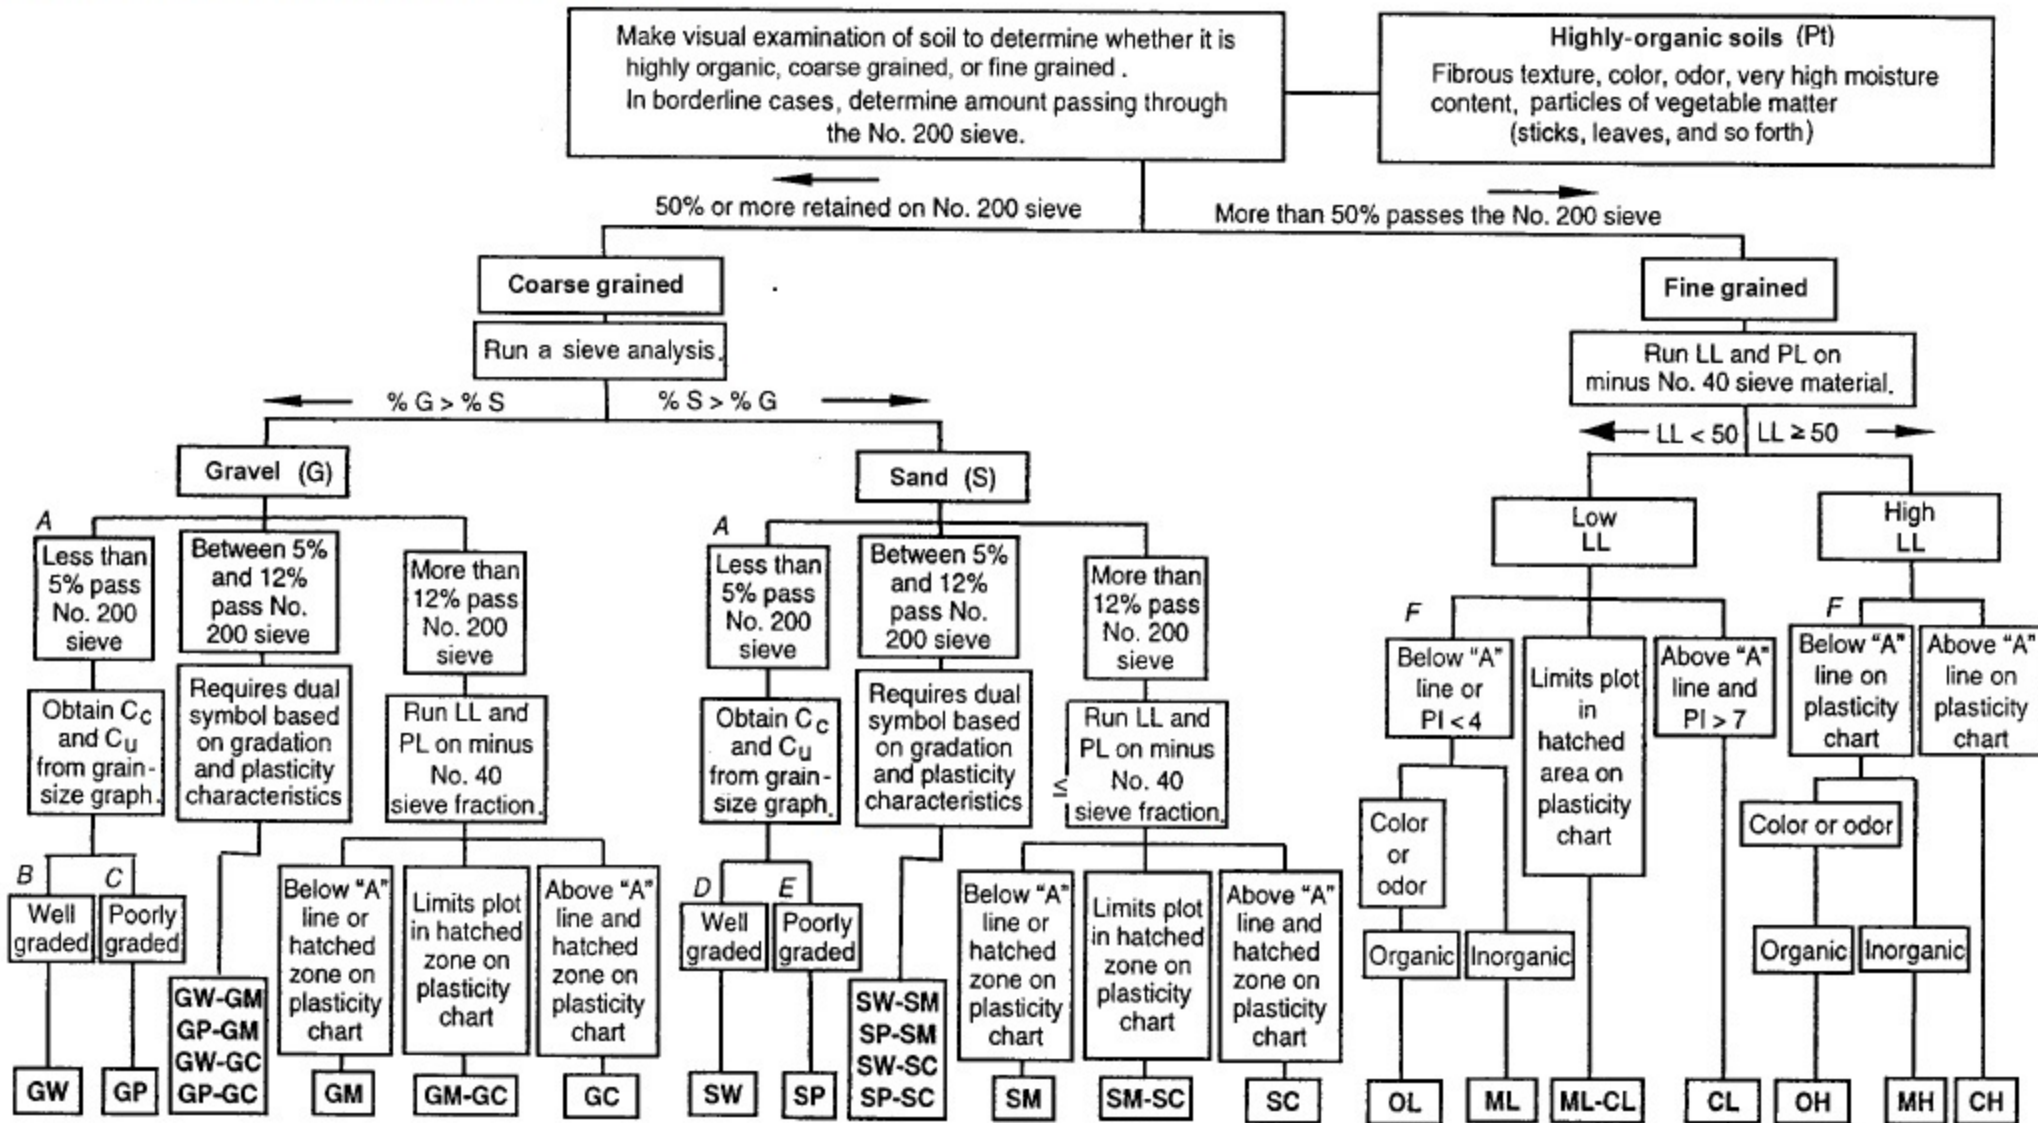 Make visual examination of soil to determine whether it is
highly organic, coarse grained, or fine grained .
In borderline cases, determine amount passing through
the No. 200 sieve.
Highly-organic soils (Pt)
Fibrous texture, color, odor, very high moisture
content, particles of vegetable matter
(sticks, leaves, and so forth)
50% or more retained on No. 200 sieve
More than 50% passes the No. 200 sieve
Coarse grained
Run a sieve analysis.
Fine grained
Run LL and PL on
minus No. 40 sieve material.
% G > % S
% S > % G
LL < 50
LL ≥ 50
Gravel (G)
Sand (S)
Low
LL
High
LL
A
Less than
5% pass
No. 200
sieve
Between 5%
and 12%
pass No.
200 sieve
More than
12% pass
No. 200
sieve
A
Less than
5% pass
No. 200
sieve
Between 5%
and 12%
pass No.
200 sieve
More than
12% pass
No. 200
sieve
F
Below "A"
line or
PI < 4
Limits plot
in
hatched
area on
plasticity
chart
Above "A"
line and
PI > 7
F
Below "A"
line on
plasticity
chart
Above "A"
line on
plasticity
chart
Obtain Cc
and Cu
from grain-
size graph.
Requires dual
symbol based
on gradation
and plasticity
characteristics
Run LL and
PL on minus
No. 40
sieve fraction.
Obtain Cc
and Cu
from grain-
size graph.
Requires dual
symbol based
on gradation
and plasticity
characteristics
≤
Run LL and
PL on minus
No. 40
sieve fraction.
Color
or
odor
Color or odor
B
Well
graded
C
Poorly
graded
Below "A"
line or
hatched
zone on
plasticity
chart
Limits plot
in hatched
zone on
plasticity
chart
Above "A"
line and
hatched
zone on
plasticity
chart
D
Well
graded
E
Poorly
graded
Below "A"
line or
hatched
zone on
plasticity
chart
Limits plot
in hatched
zone on
plasticity
chart
Above "A"
line and
hatched
zone on
plasticity
chart
Organic
Inorganic
Organic
Inorganic
GW
GP
GW-GM
GP-GM
GW-GC
GP-GC
GM
GM-GC
GC
SW
SP
SW-SM
SP-SM
SW-SC
SP-SC
SM
SM-SC
SC
OL
ML
ML-CL
CL
OH
MH
CH